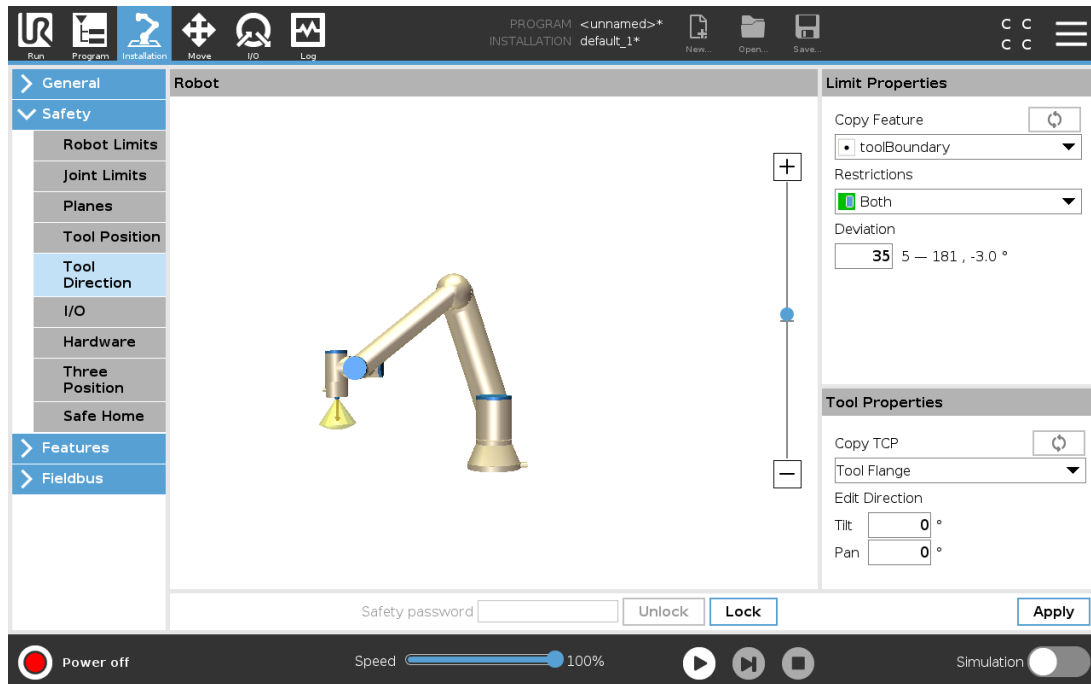 PROGRAM <unnamed>*
INSTALLATION default_1*
New... Open... Save...
C C
C C
UR
Run Program Installation Move I/O Log
General
Safety
Robot Limits
Joint Limits
Planes
Tool Position
Tool
Direction
I/O
Hardware
Three
Position
Safe Home
Features
Fieldbus
Robot
Limit Properties
Copy Feature
toolBoundary
Restrictions
Both
Deviation
35 5 — 181 , -3.0 °
Tool Properties
Copy TCP
Tool Flange
Edit Direction
Tilt 0 °
Pan 0 °
Safety password Unlock Lock Apply
Power off Speed 100% Simulation